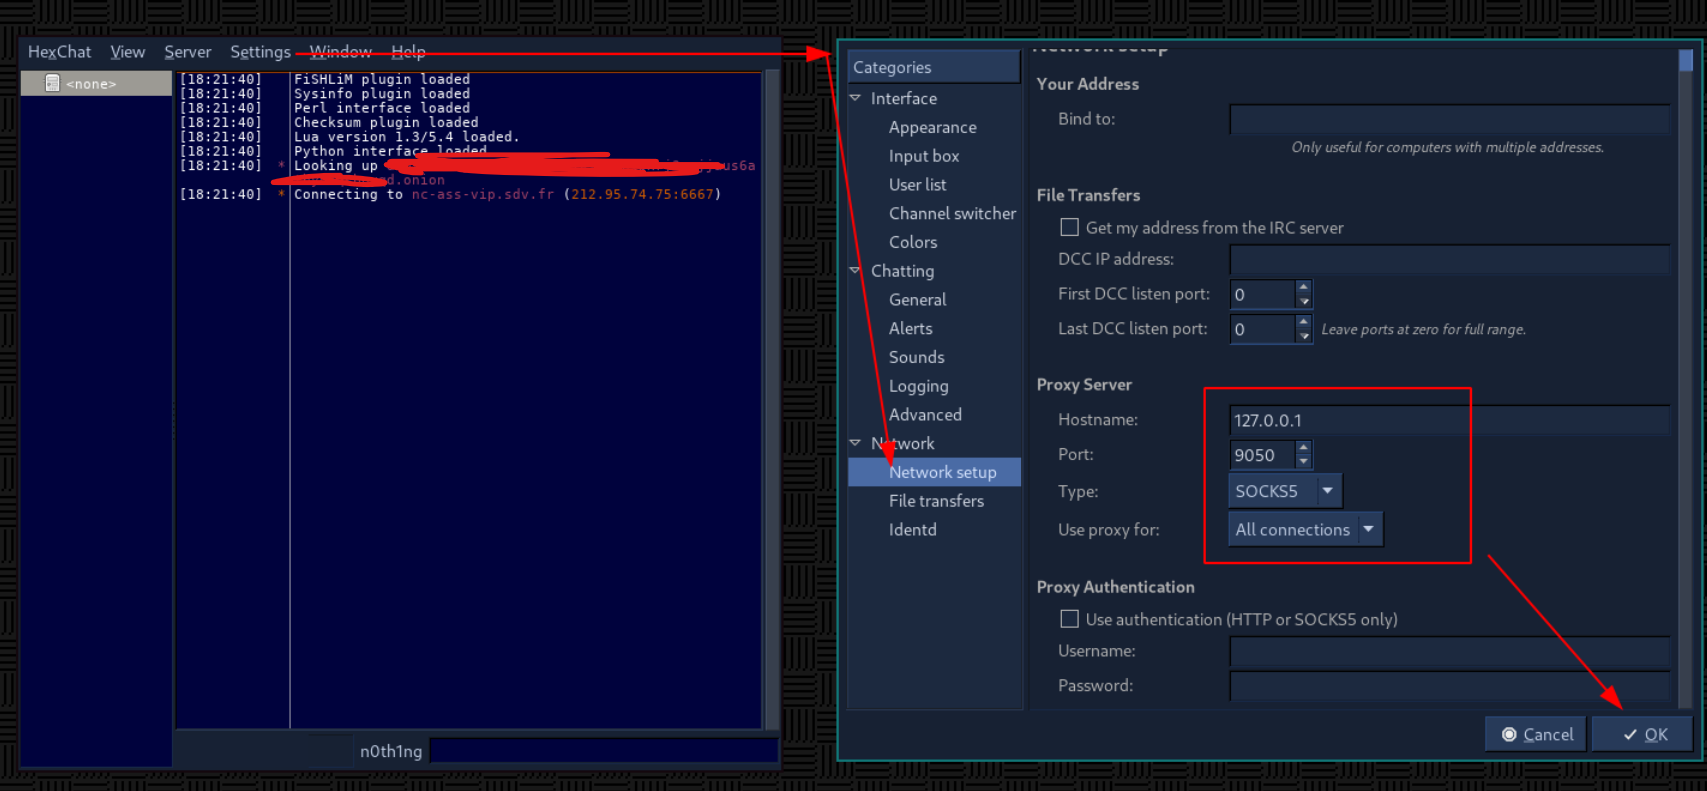 HexChat View Server Settings Window Help
<none>
[18:21:40] FiSHLiM plugin loaded
[18:21:40] Sysinfo plugin loaded
[18:21:40] Perl interface loaded
[18:21:40] Checksum plugin loaded
[18:21:40] Lua version 1.3/5.4 loaded.
[18:21:40] Python interface loaded
[18:21:40] * Looking up
.onion
[18:21:40] * Connecting to nc-ass-vip.sdv.fr (212.95.74.75:6667)
n0th1ng
Categories
Interface
Appearance
Input box
User list
Channel switcher
Colors
Chatting
General
Alerts
Sounds
Logging
Advanced
Network
Network setup
File transfers
Identd
Network setup
Your Address
Bind to:
Only useful for computers with multiple addresses.
File Transfers
Get my address from the IRC server
DCC IP address:
First DCC listen port: 0
Last DCC listen port: 0 Leave ports at zero for full range.
Proxy Server
Hostname: 127.0.0.1
Port: 9050
Type: SOCKS5
Use proxy for: All connections
Proxy Authentication
Use authentication (HTTP or SOCKS5 only)
Username:
Password:
Cancel OK